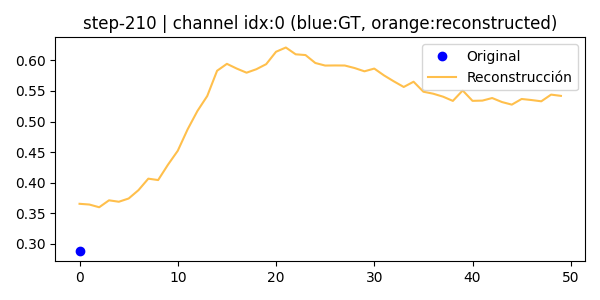 step-210 | channel idx:0 (blue:GT, orange:reconstructed)
Original
Reconstrucción
0.60
0.55
0.50
0.45
0.40
0.35
0.30
0 10 20 30 40 50